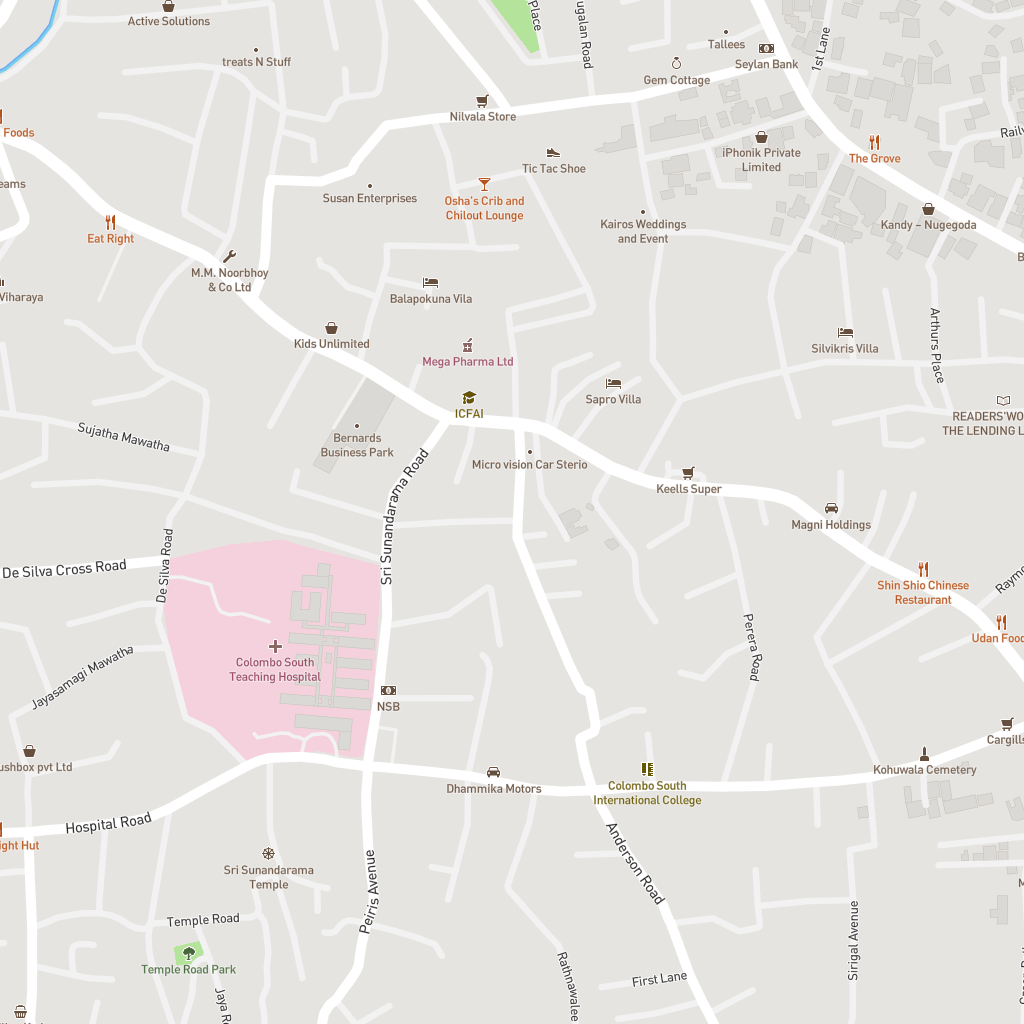 Active Solutions
Place
ugalan Road
1st Lane
Tallees
treats N Stuff
Seylan Bank
Gem Cottage
Nilvala Store
Foods
Railw
iPhonik Private
Limited
The Grove
Tic Tac Shoe
eams
Susan Enterprises
Osha's Crib and
Chilout Lounge
Kairos Weddings
and Event
Kandy – Nugegoda
Eat Right
B
M.M. Noorbhoy
& Co Ltd
Viharaya
Balapokuna Vila
Arthurs Place
Kids Unlimited
Silvikris Villa
Mega Pharma Ltd
Sapro Villa
ICFAI
READERS'WO
THE LENDING L
Sujatha Mawatha
Bernards
Business Park
Micro vision Car Sterio
Keells Super
Sri Sunandarama Road
Magni Holdings
De Silva Road
De Silva Cross Road
Shin Shio Chinese
Restaurant
Raymo
Udan Food
Perera Road
Colombo South
Teaching Hospital
Jayasamagi Mawatha
NSB
Cargills
ushbox pvt Ltd
Kohuwala Cemetery
Dhammika Motors
Colombo South
International College
Hospital Road
ight Hut
Anderson Road
Sri Sunandarama
Temple
Peiris Avenue
M
Temple Road
Sirigal Avenue
Temple Road Park
First Lane
Rathnawalee
Jaya Ro